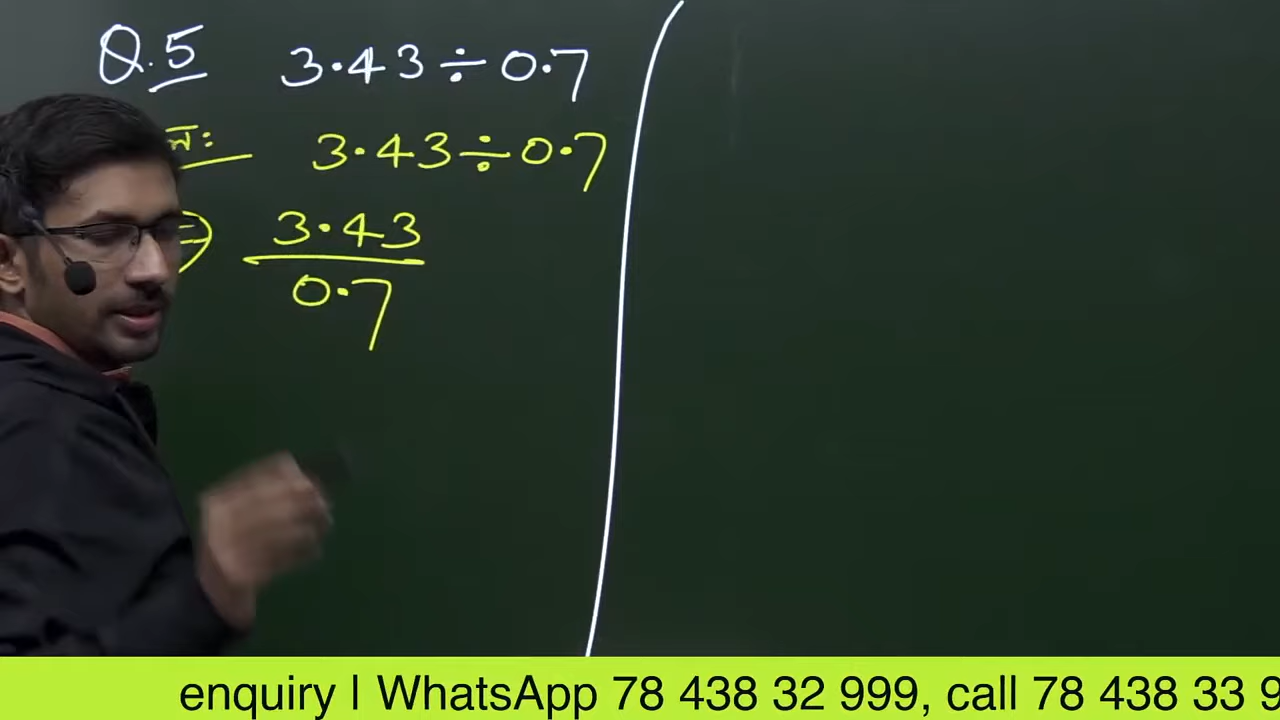 Q.5 3·43 ÷ 0·7
3·43 ÷ 0·7
⇒ 3·43
0·7
enquiry I WhatsApp 78 438 32 999, call 78 438 33 9